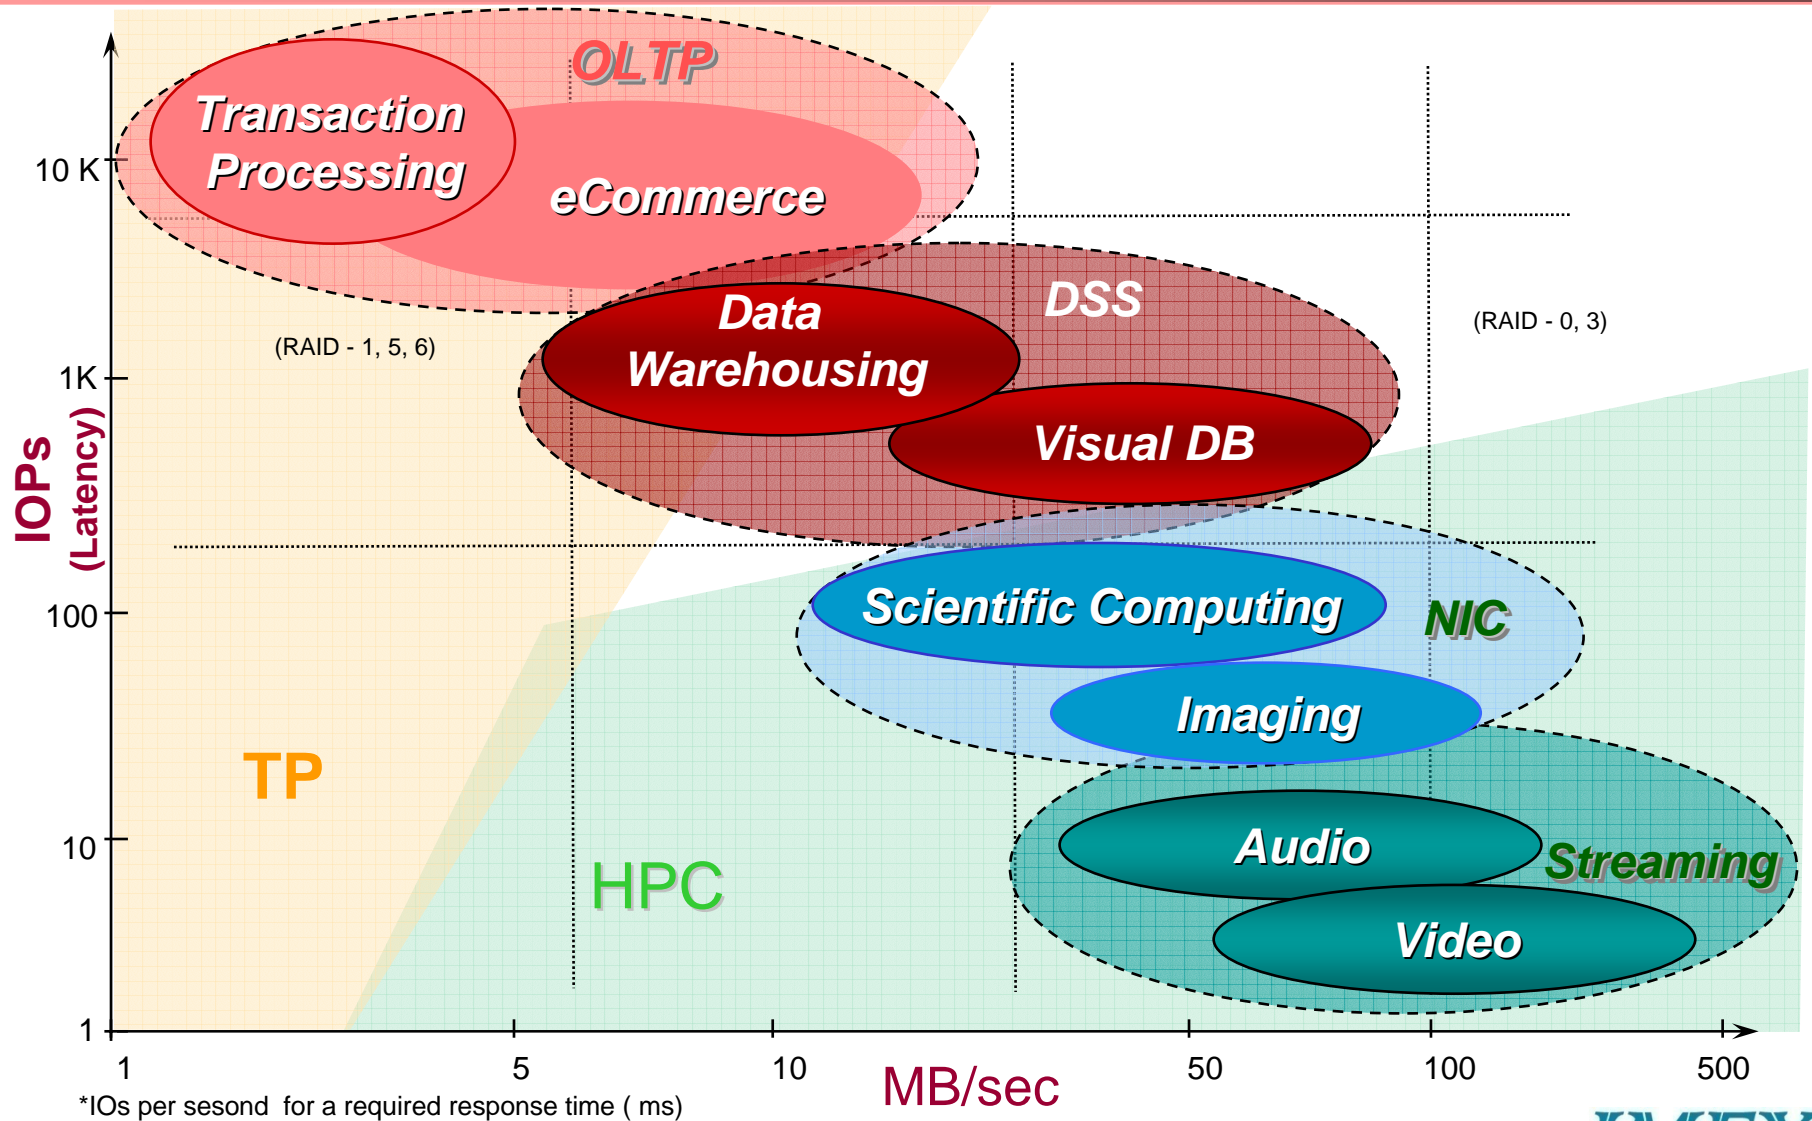 OLTP
Transaction
Processing
10 K
eCommerce
Data
Warehousing
DSS
(RAID - 0, 3)
(RAID - 1, 5, 6)
1K
IOPs
(Latency)
Visual DB
100
Scientific Computing
NIC
Imaging
TP
10
Audio
Streaming
HPC
Video
1
1 5 10 50 100 500
MB/sec
*IOs per sesond for a required response time ( ms)